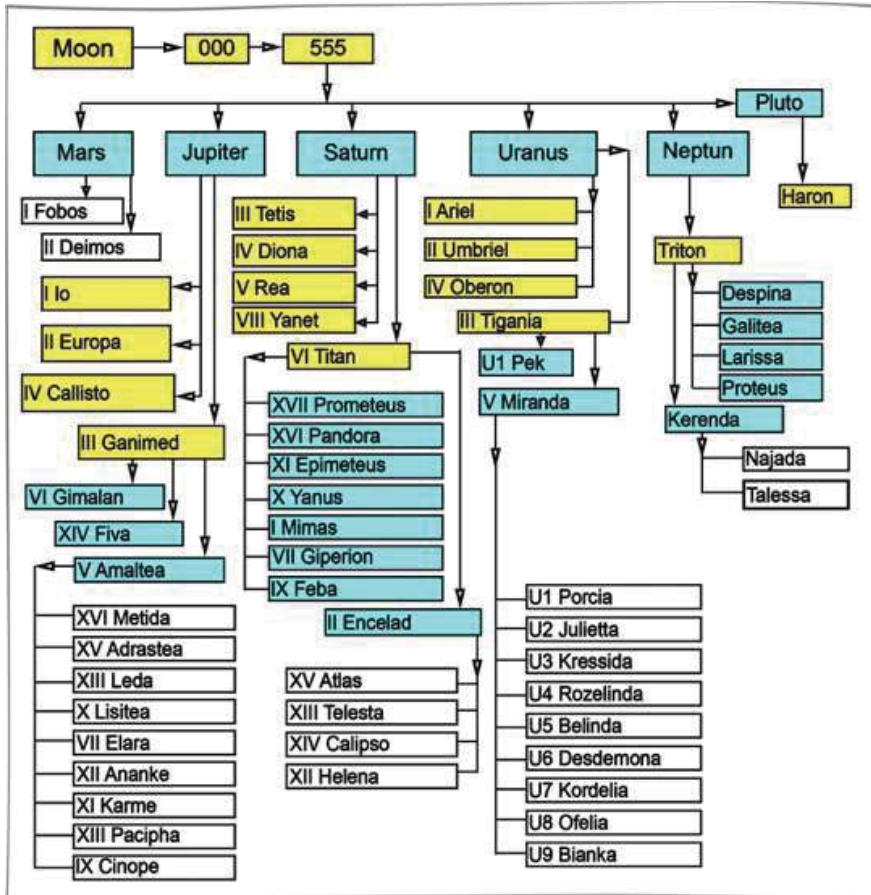 Moon
000
555
Pluto
Mars
Jupiter
Saturn
Uranus
Neptun
Haron
I Fobos
II Deimos
I Io
II Europa
IV Callisto
III Ganimed
VI Gimalan
XIV Fiva
V Amaltea
XVI Metida
XV Adrastea
XIII Leda
X Lisitea
VII Elara
XII Ananke
XI Karme
XIII Pacipha
IX Cinope
III Tetis
IV Diona
V Rea
VIII Yanet
VI Titan
XVII Prometeus
XVI Pandora
XI Epimeteus
X Yanus
I Mimas
VII Giperion
IX Feba
II Encelad
XV Atlas
XIII Telesta
XIV Calipso
XII Helena
I Ariel
II Umbriel
IV Oberon
III Tigania
U1 Pek
V Miranda
U1 Porcia
U2 Julietta
U3 Kressida
U4 Rozelinda
U5 Belinda
U6 Desdemona
U7 Kordelia
U8 Ofelia
U9 Bianka
Triton
Despina
Galitea
Larissa
Proteus
Kerenda
Najada
Talessa